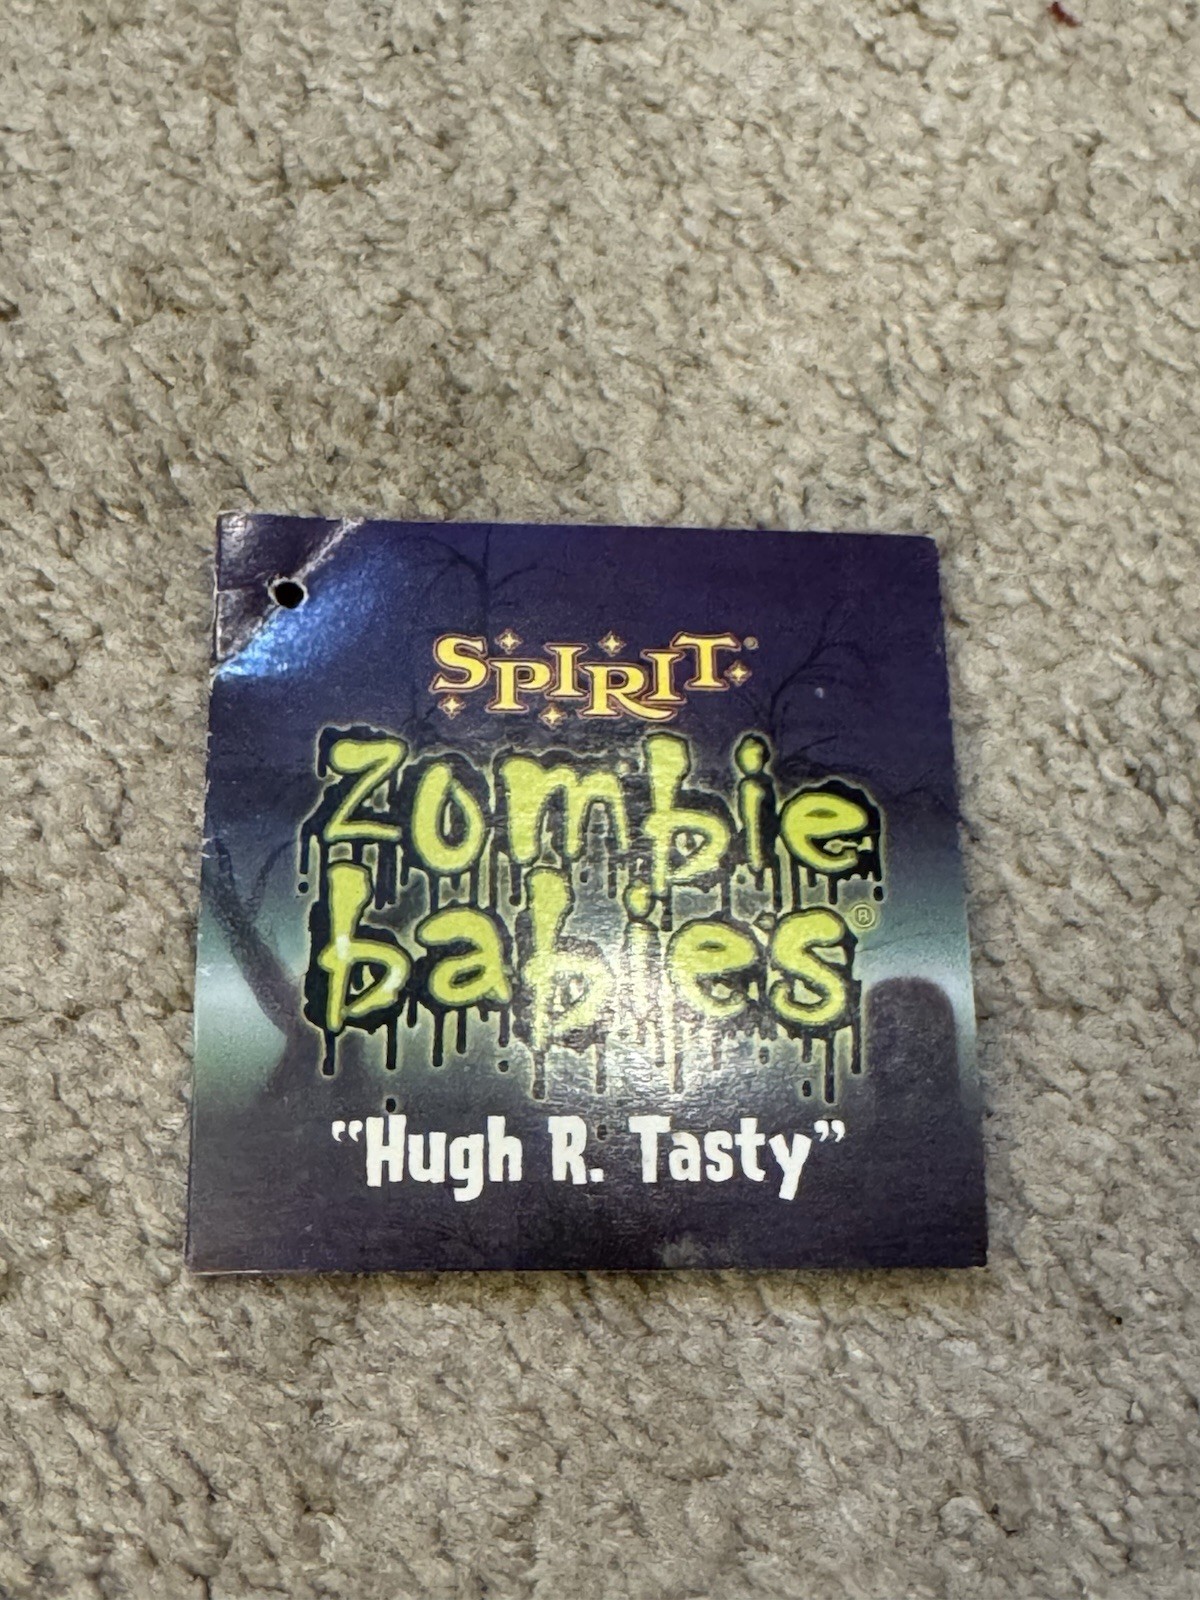 SPIRIT®
zombie
babies®
“Hugh R. Tasty”